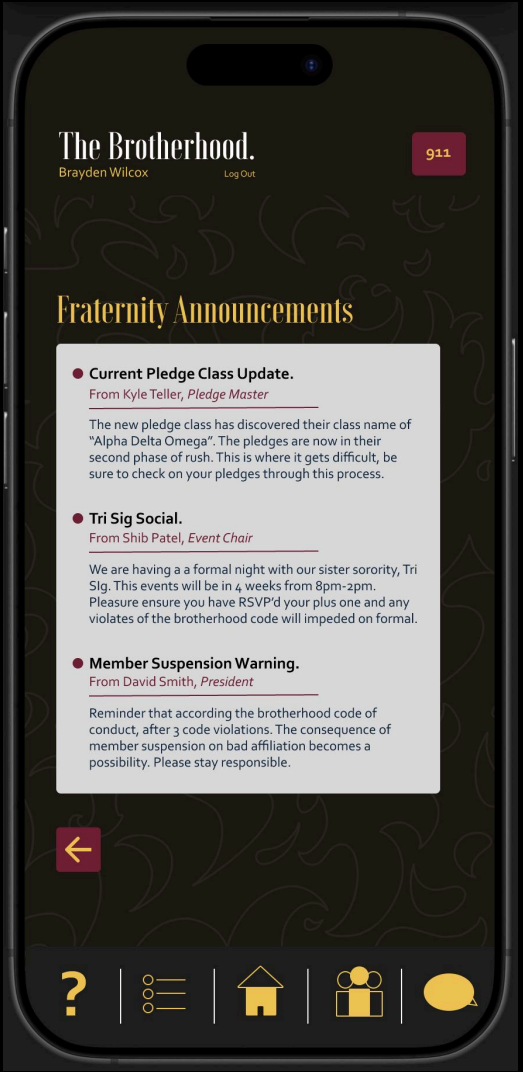 The Brotherhood.
911
Brayden Wilcox
Log Out
Fraternity Announcements
Current Pledge Class Update.
From Kyle Teller, Pledge Master
The new pledge class has discovered their class name of
“Alpha Delta Omega”. The pledges are now in their
second phase of rush. This is where it gets difficult, be
sure to check on your pledges through this process.
Tri Sig Social.
From Shib Patel, Event Chair
We are having a a formal night with our sister sorority, Tri
SIg. This events will be in 4 weeks from 8pm-2pm.
Pleasure ensure you have RSVP’d your plus one and any
violates of the brotherhood code will impeded on formal.
Member Suspension Warning.
From David Smith, President
Reminder that according the brotherhood code of
conduct, after 3 code violations. The consequence of
member suspension on bad affiliation becomes a
possibility. Please stay responsible.
?